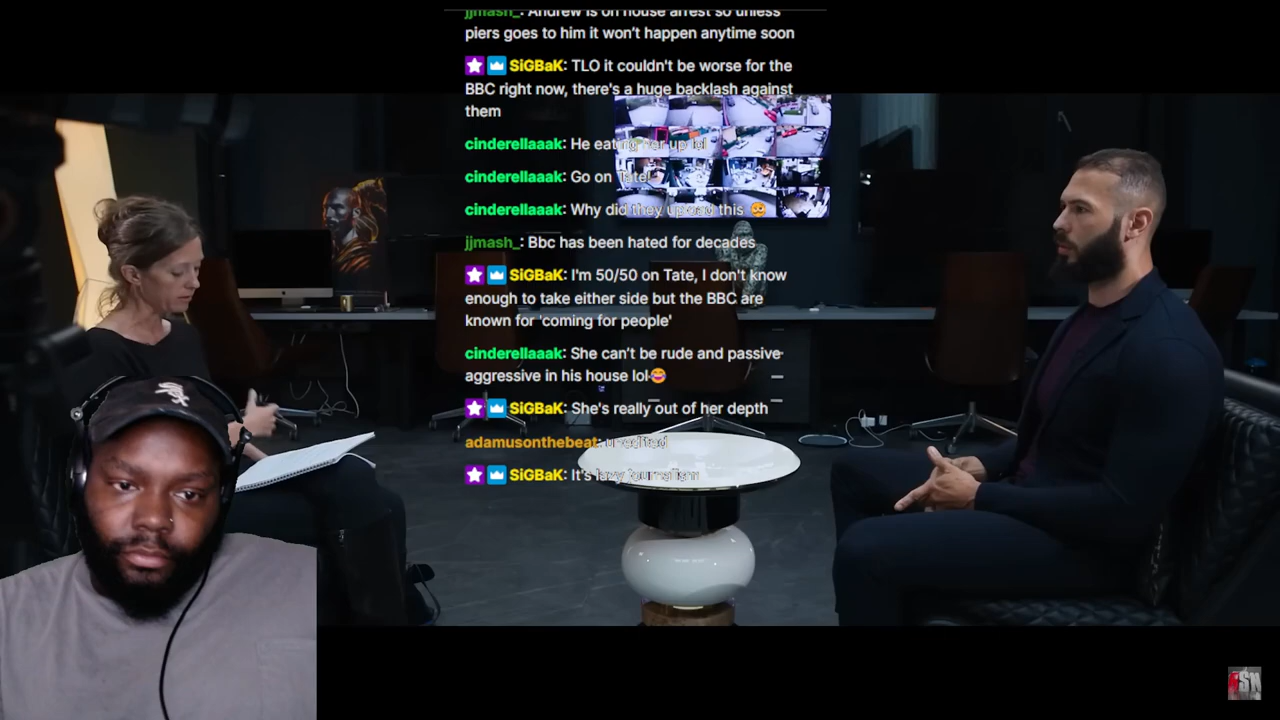 jjmash_: Andrew is on house arrest so unless
piers goes to him it won't happen anytime soon
SiGBaK: TLO it couldn't be worse for the
BBC right now, there's a huge backlash against
them
cinderellaaak: He eating her up lol
cinderellaaak: Go on Tate!
cinderellaaak: Why did they upload this 🥴
jjmash_: Bbc has been hated for decades
SiGBaK: I'm 50/50 on Tate, I don't know
enough to take either side but the BBC are
known for 'coming for people'
cinderellaaak: She can't be rude and passive
aggressive in his house lol😂
SiGBaK: She's really out of her depth
adamusonthebeat: unedited
SiGBaK: It's lazy journalism